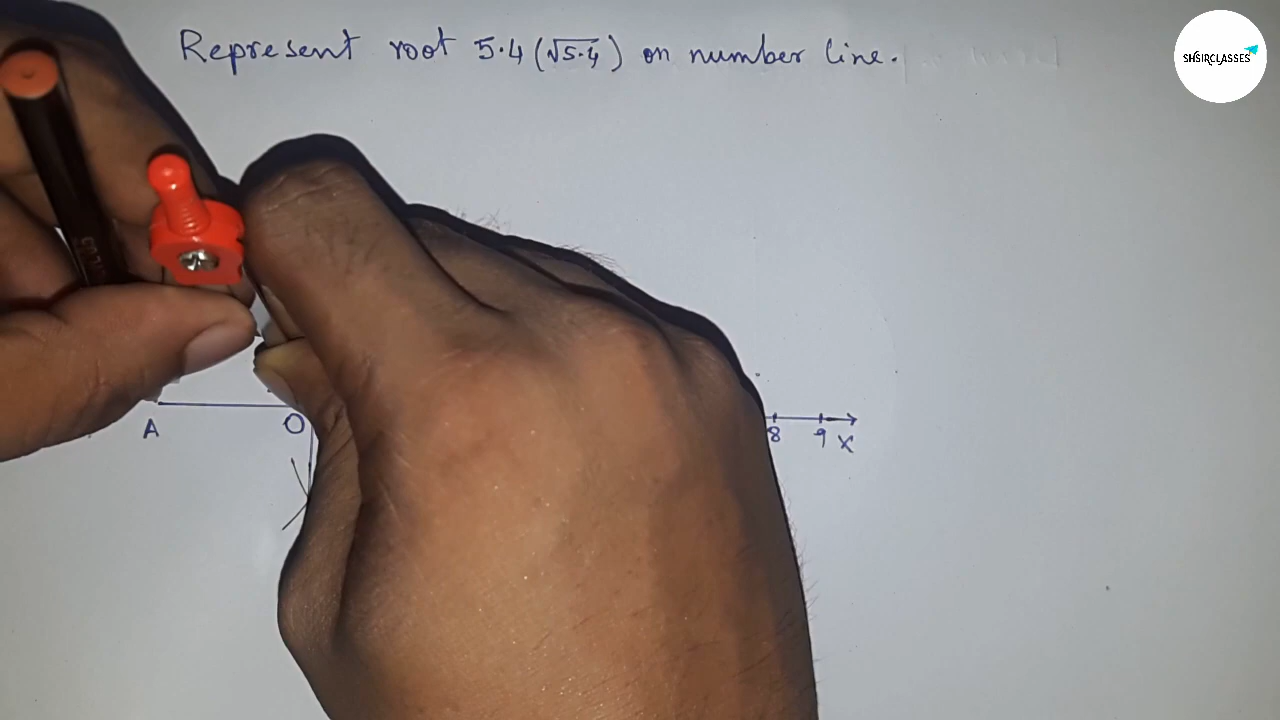 Represent root 5.4 (√5.4) on number line.
SHSIRCLASSES
A O 8 9 X